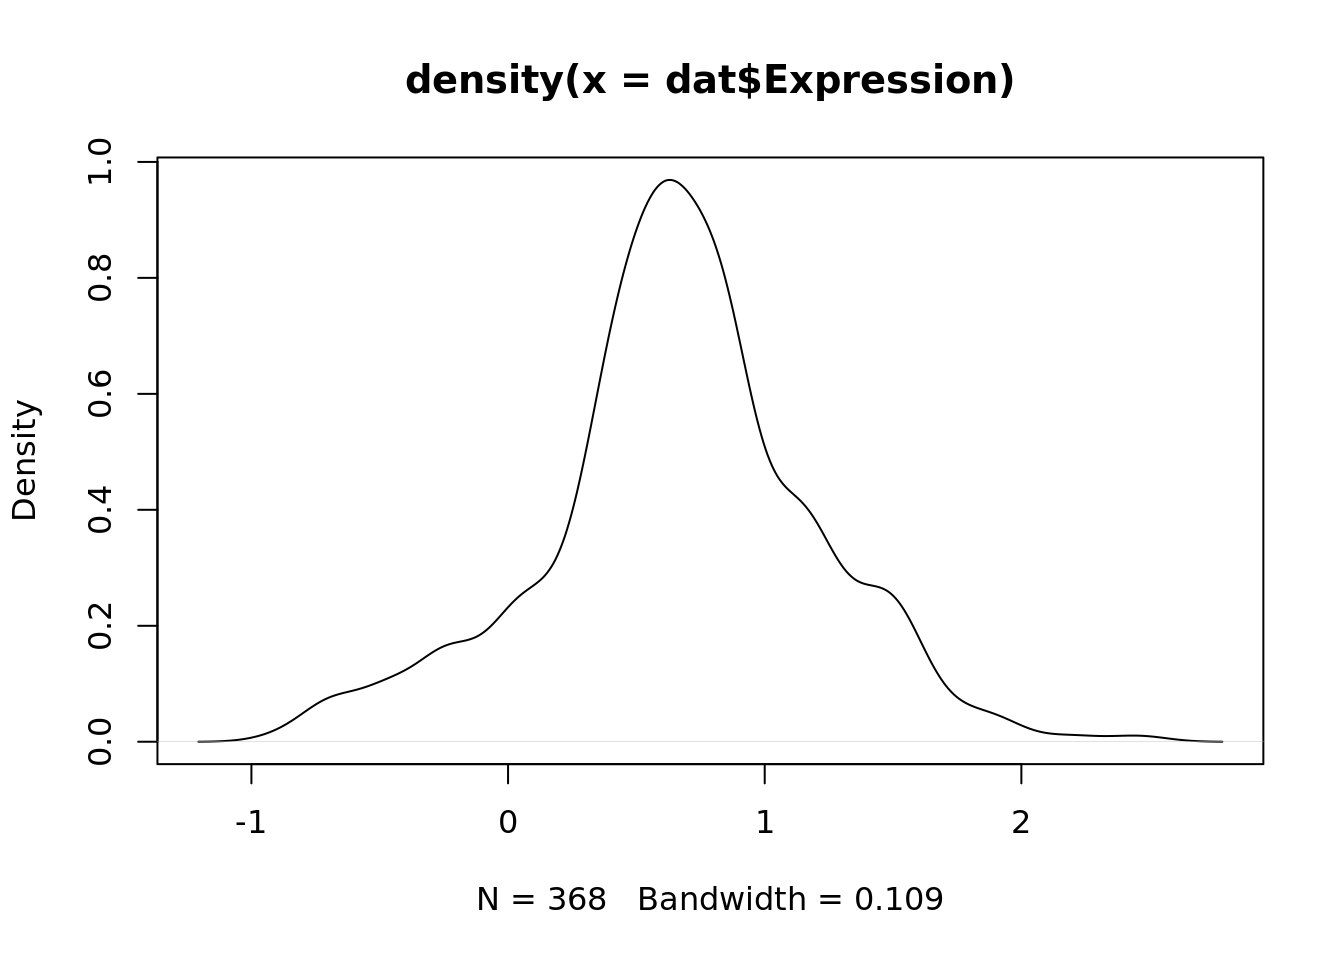 density(x = dat$Expression)
Density
1.0
0.8
0.6
0.4
0.2
0.0
-1 0 1 2
N = 368 Bandwidth = 0.109